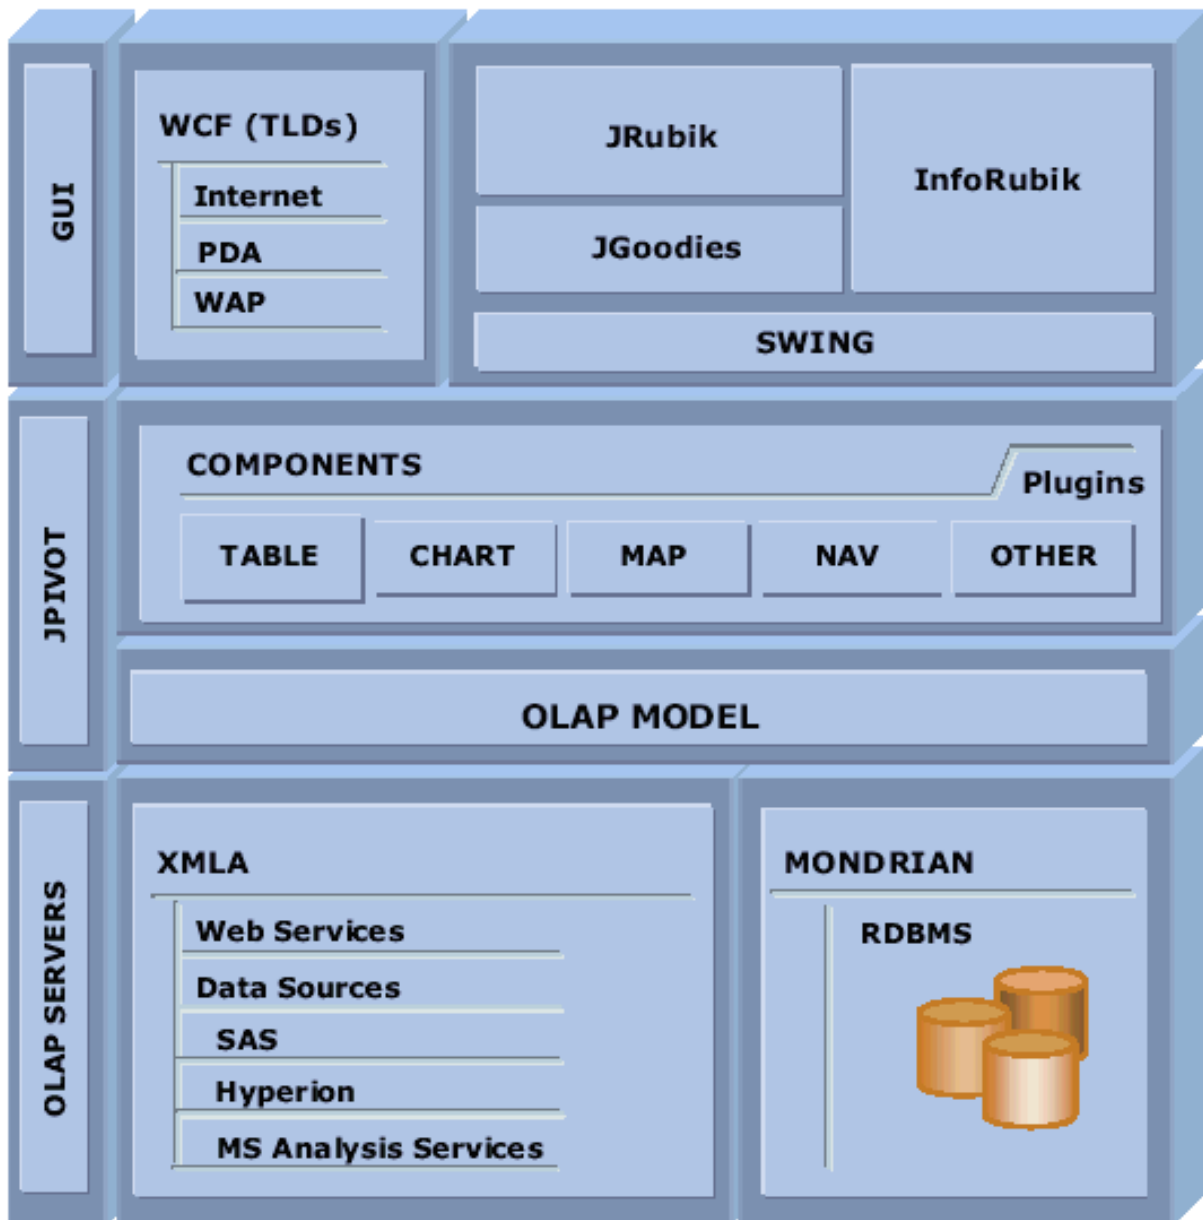 GUI
WCF (TLDs)
Internet
PDA
WAP
JRubik
JGoodies
InfoRubik
SWING
JPIVOT
COMPONENTS
Plugins
TABLE
CHART
MAP
NAV
OTHER
OLAP MODEL
OLAP SERVERS
XMLA
Web Services
Data Sources
SAS
Hyperion
MS Analysis Services
MONDRIAN
RDBMS